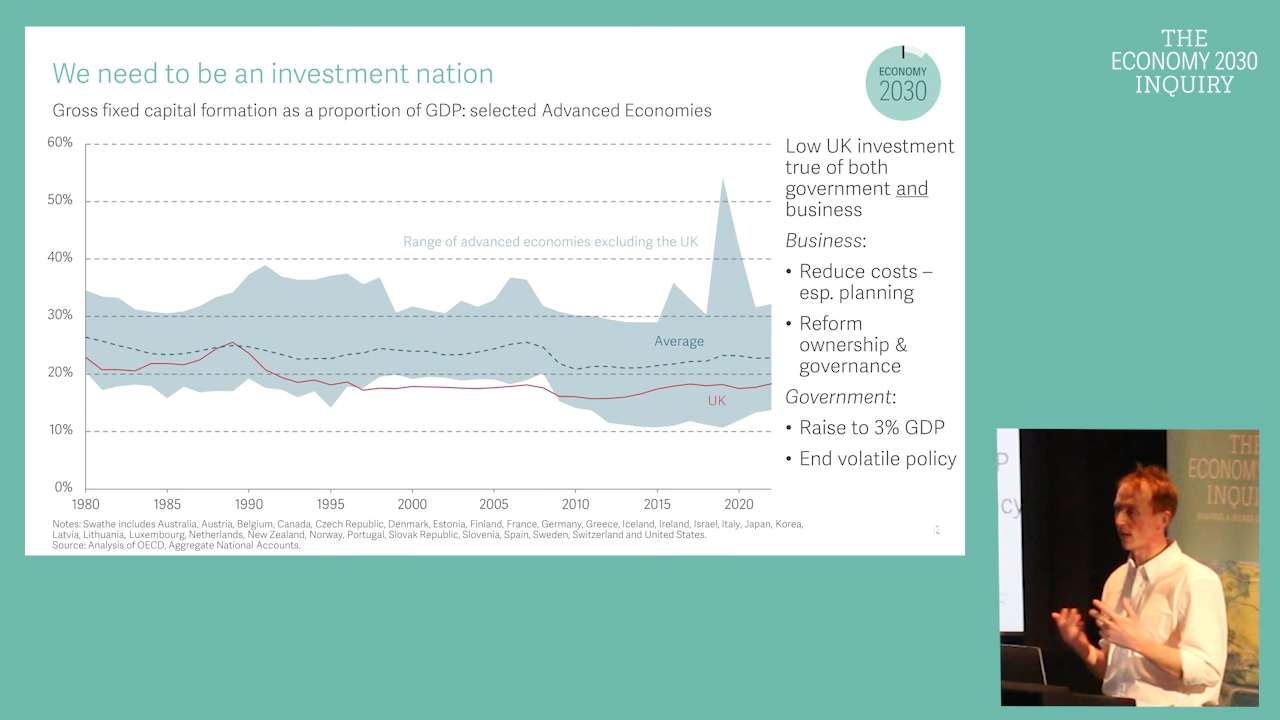 We need to be an investment nation
Gross fixed capital formation as a proportion of GDP: selected Advanced Economies
ECONOMY
2030
THE
ECONOMY 2030
INQUIRY
60%
50%
40%
30%
20%
10%
0%
Range of advanced economies excluding the UK
Average
UK
1980
1985
1990
1995
2000
2005
2010
2015
2020
Low UK investment
true of both
government and
business
Business:
• Reduce costs –
esp. planning
• Reform
ownership &
governance
Government:
• Raise to 3% GDP
• End volatile policy
Notes: Swathe includes Australia, Austria, Belgium, Canada, Czech Republic, Denmark, Estonia, Finland, France, Germany, Greece, Iceland, Ireland, Israel, Italy, Japan, Korea,
Latvia, Lithuania, Luxembourg, Netherlands, New Zealand, Norway, Portugal, Slovak Republic, Slovenia, Spain, Sweden, Switzerland and United States.
Source: Analysis of OECD, Aggregate National Accounts.
P
cy
TH
ECONOM
INQUI